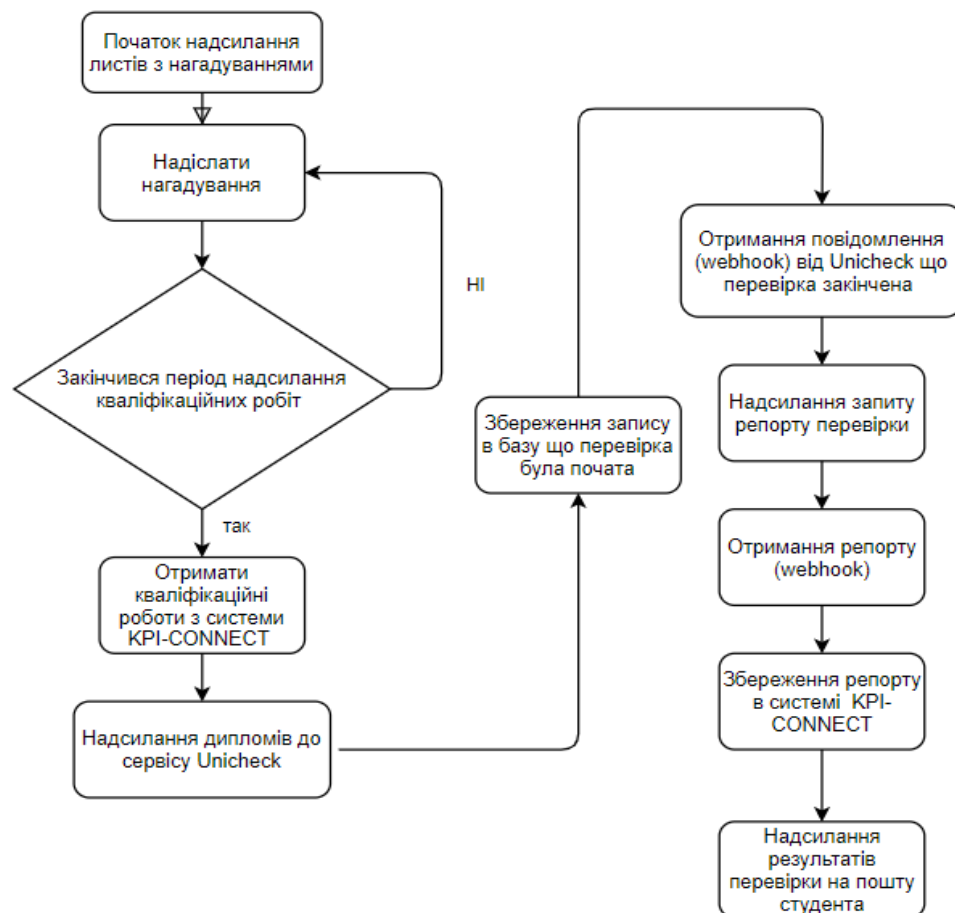 Початок надсилання
листів з нагадуваннями
Надіслати
нагадування
НІ
Закінчився період надсилання
кваліфікаційних робіт
так
Отримати
кваліфікаційні
роботи з системи
KPI-CONNECT
Надсилання дипломів до
сервісу Unicheck
Збереження запису
в базу що перевірка
була почата
Отримання повідомлення
(webhook) від Unicheck що
перевірка закінчена
Надсилання запиту
репорту перевірки
Отримання репорту
(webhook)
Збереження репорту
в системі KPI-
CONNECT
Надсилання
результатів
перевірки на пошту
студента